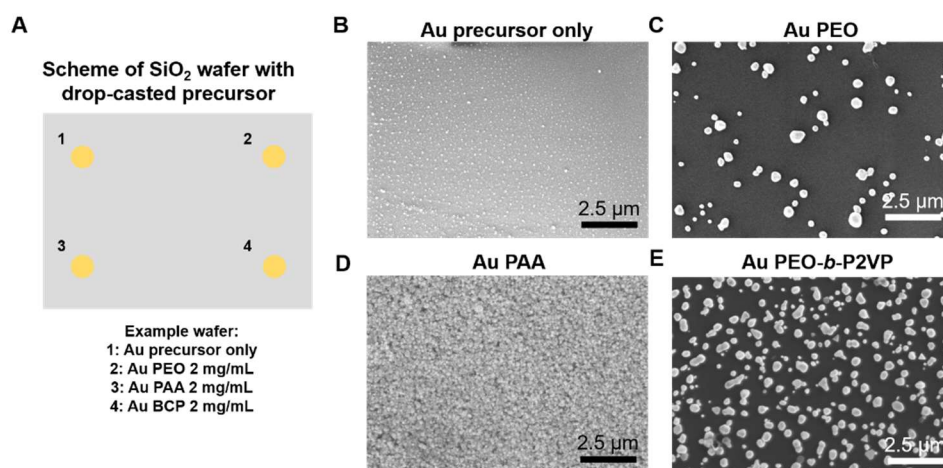 A
Scheme of SiO₂ wafer with
drop-casted precursor
1
2
3
4
Example wafer:
1: Au precursor only
2: Au PEO 2 mg/mL
3: Au PAA 2 mg/mL
4: Au BCP 2 mg/mL
B
Au precursor only
2.5 µm
C
Au PEO
2.5 µm
D
Au PAA
2.5 µm
E
Au PEO-b-P2VP
2.5 µm